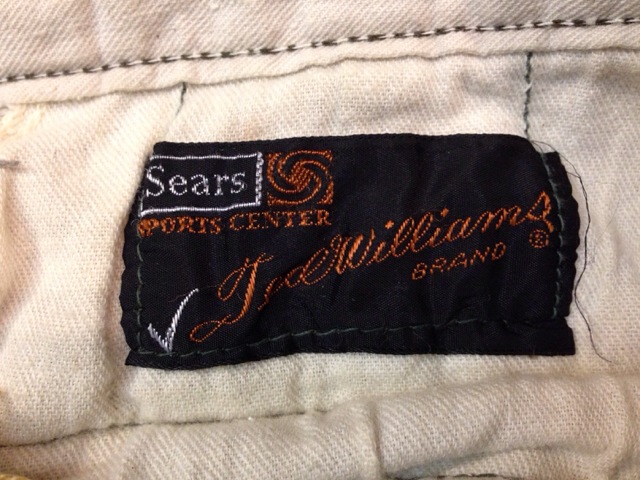 Sears
SPORTS CENTER
Ted Williams ®
BRAND